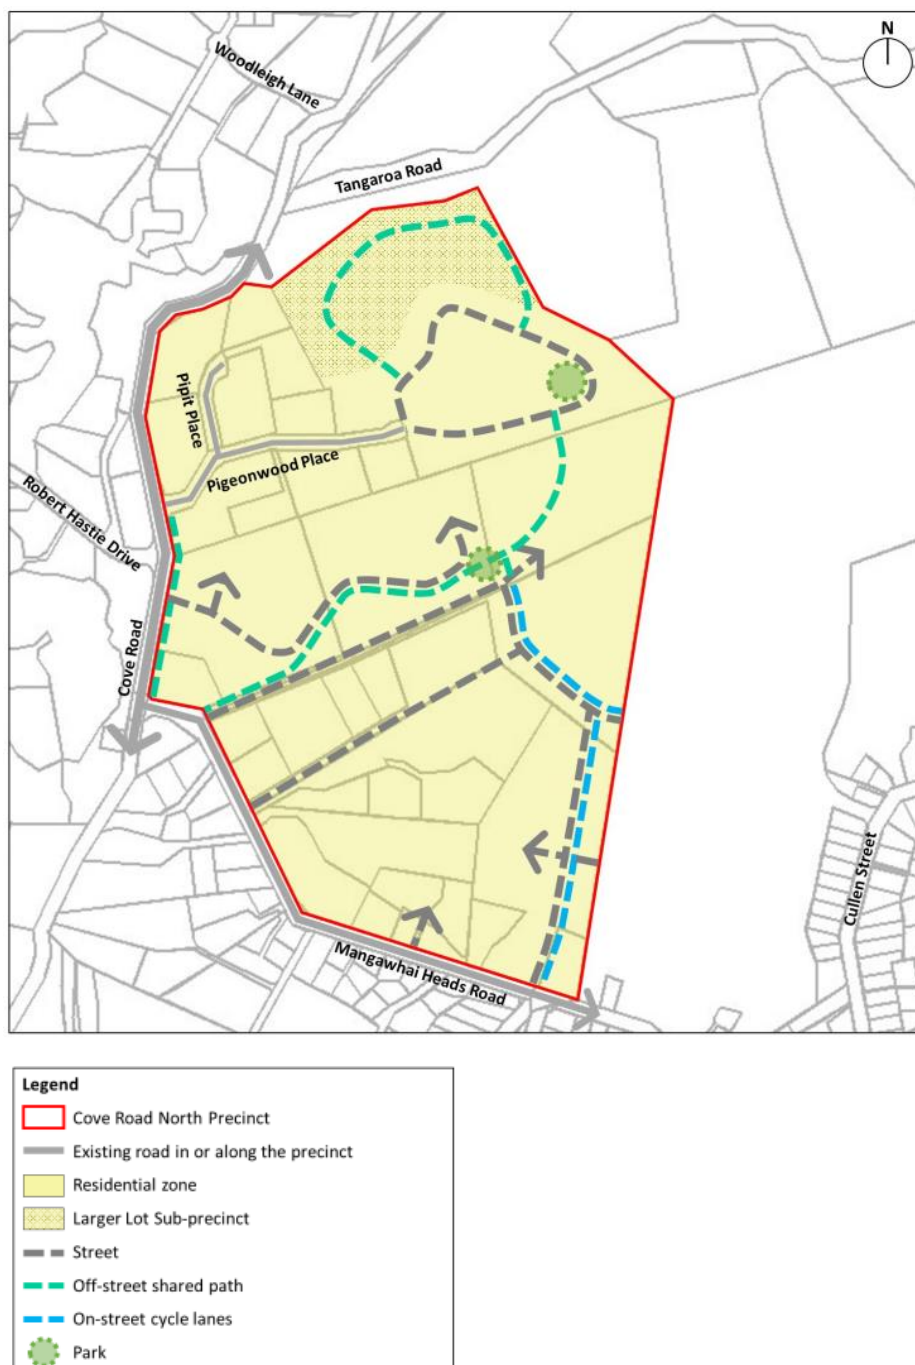 N
Woodleigh Lane
Tangaroa Road
Pipit Place
Pigeonwood Place
Robert Hastie Drive
Cove Road
Cullen Street
Mangawhai Heads Road
Legend
Cove Road North Precinct
Existing road in or along the precinct
Residential zone
Larger Lot Sub-precinct
Street
Off-street shared path
On-street cycle lanes
Park